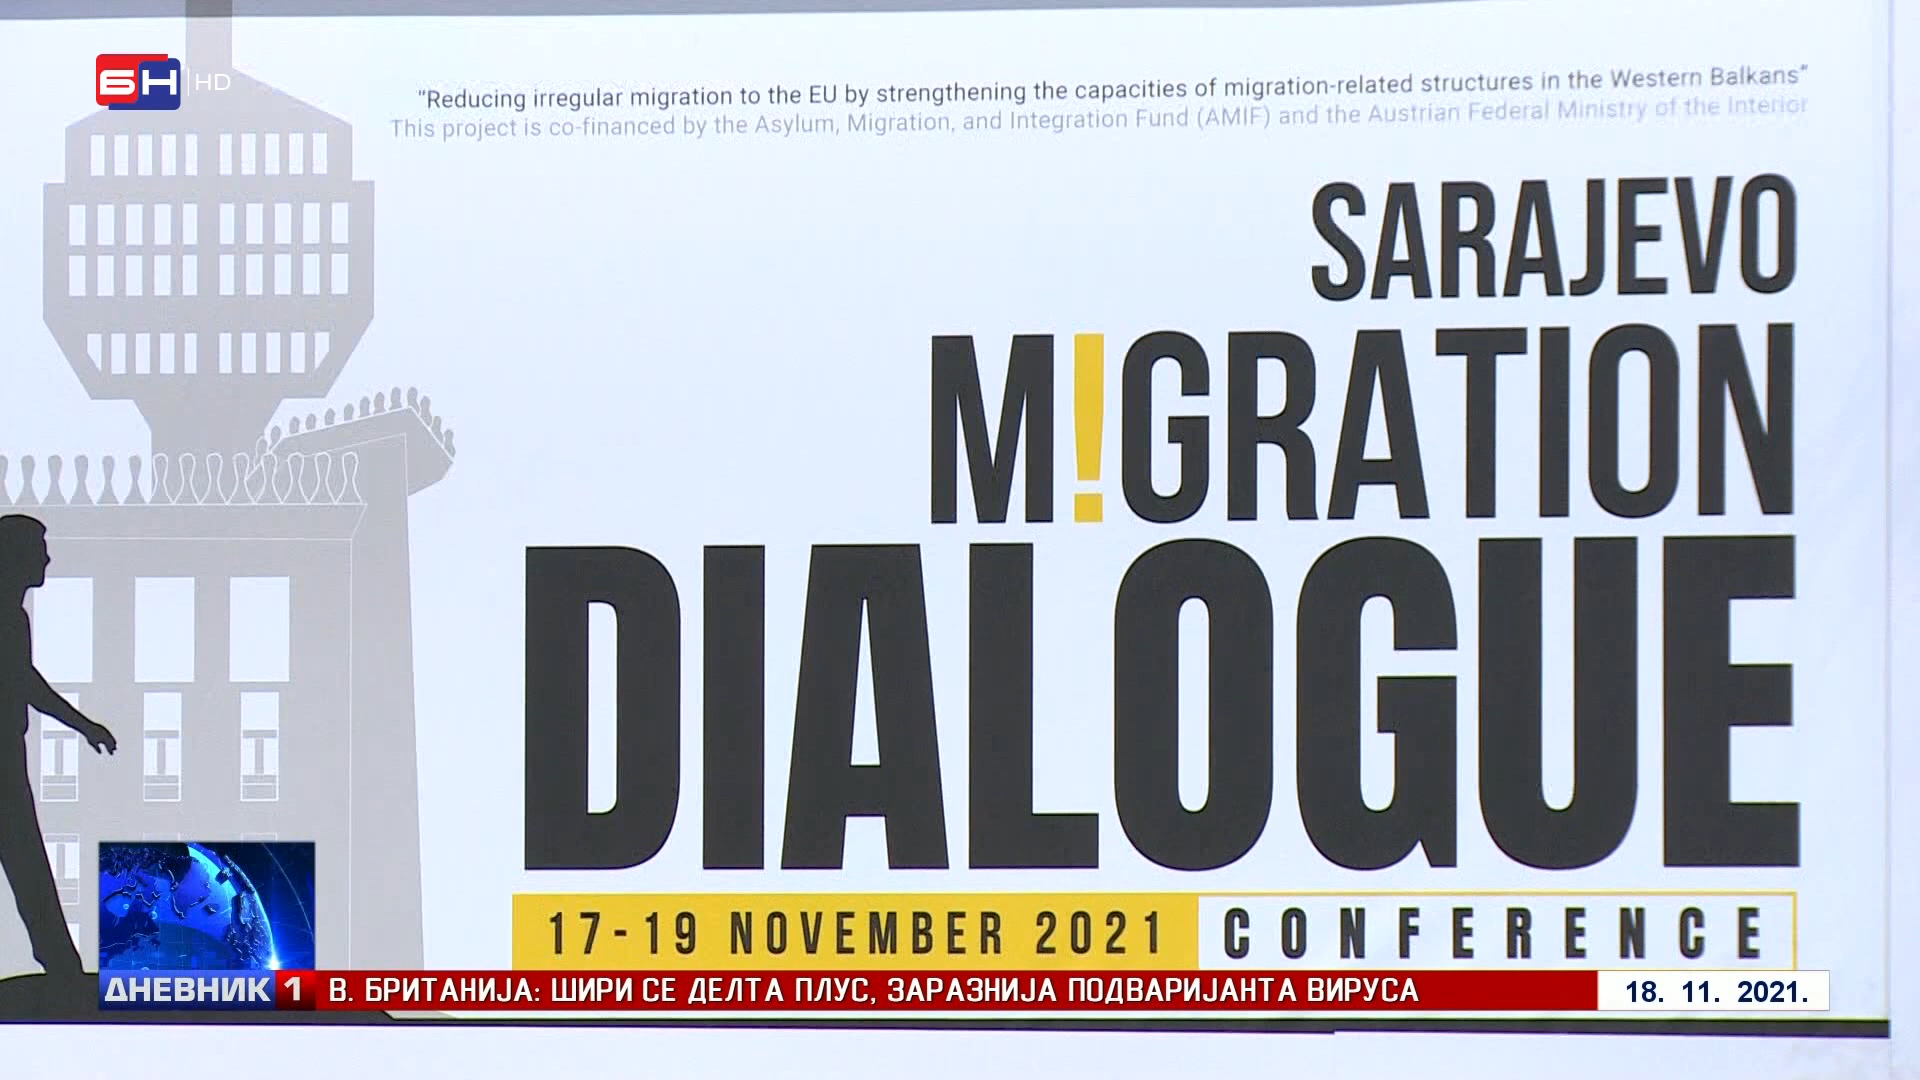 БН HD
"Reducing irregular migration to the EU by strengthening the capacities of migration-related structures in the Western Balkans"
This project is co-financed by the Asylum, Migration, and Integration Fund (AMIF) and the Austrian Federal Ministry of the Interior
SARAJEVO
M!GRATION
DIALOGUE
17-19 NOVEMBER 2021 CONFERENCE
ДНЕВНИК 1 В. БРИТАНИЈА: ШИРИ СЕ ДЕЛТА ПЛУС, ЗАРАЗНИЈА ПОДВАРИЈАНТА ВИРУСА 18. 11. 2021.